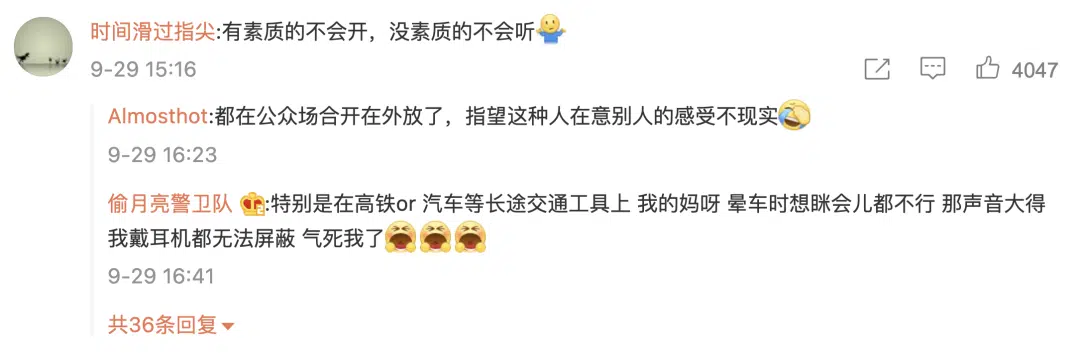 时间滑过指尖:有素质的不会开，没素质的不会听🤷‍♂️
9-29 15:16
4047
Almosthot:都在公众场合开在外放了，指望这种人在意别人的感受不现实😂
9-29 16:23
偷月亮警卫队 :特别是在高铁or 汽车等长途交通工具上 我的妈呀 晕车时想眯会儿都不行 那声音大得
我戴耳机都无法屏蔽 气死我了
9-29 16:41
共36条回复